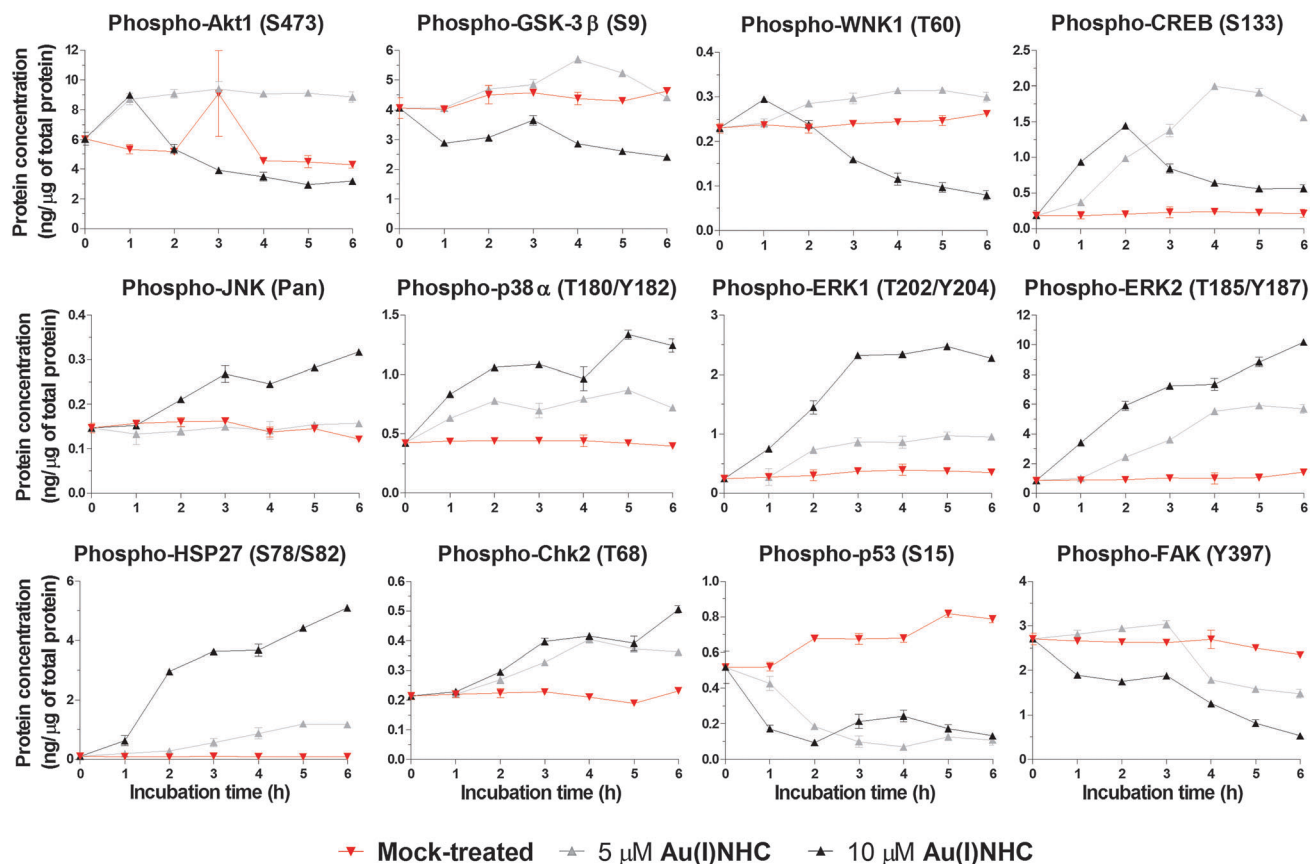 Phospho-Akt1 (S473) Phospho-GSK-3 β (S9) Phospho-WNK1 (T60) Phospho-CREB (S133)
Protein concentration
(ng/µg of total protein)
12
10
8
6
4
2
0
0 1 2 3 4 5 6
6
5
4
3
2
1
0
0 1 2 3 4 5 6
0.4
0.3
0.2
0.1
0.0
0 1 2 3 4 5 6
2.5
2.0
1.5
1.0
0.5
0.0
0 1 2 3 4 5 6
Phospho-JNK (Pan) Phospho-p38 α (T180/Y182) Phospho-ERK1 (T202/Y204) Phospho-ERK2 (T185/Y187)
Protein concentration
(ng/µg of total protein)
0.4
0.3
0.2
0.1
0.0
0 1 2 3 4 5 6
1.5
1.0
0.5
0.0
0 1 2 3 4 5 6
3
2
1
0
0 1 2 3 4 5 6
12
10
8
6
4
2
0
0 1 2 3 4 5 6
Phospho-HSP27 (S78/S82) Phospho-Chk2 (T68) Phospho-p53 (S15) Phospho-FAK (Y397)
Protein concentration
(ng/µg of total protein)
6
4
2
0
0 1 2 3 4 5 6
0.6
0.5
0.4
0.3
0.2
0.1
0.0
0 1 2 3 4 5 6
1.0
0.8
0.6
0.4
0.2
0.0
0 1 2 3 4 5 6
4
3
2
1
0
0 1 2 3 4 5 6
Incubation time (h) Incubation time (h) Incubation time (h) Incubation time (h)
Mock-treated 5 µM Au(I)NHC 10 µM Au(I)NHC